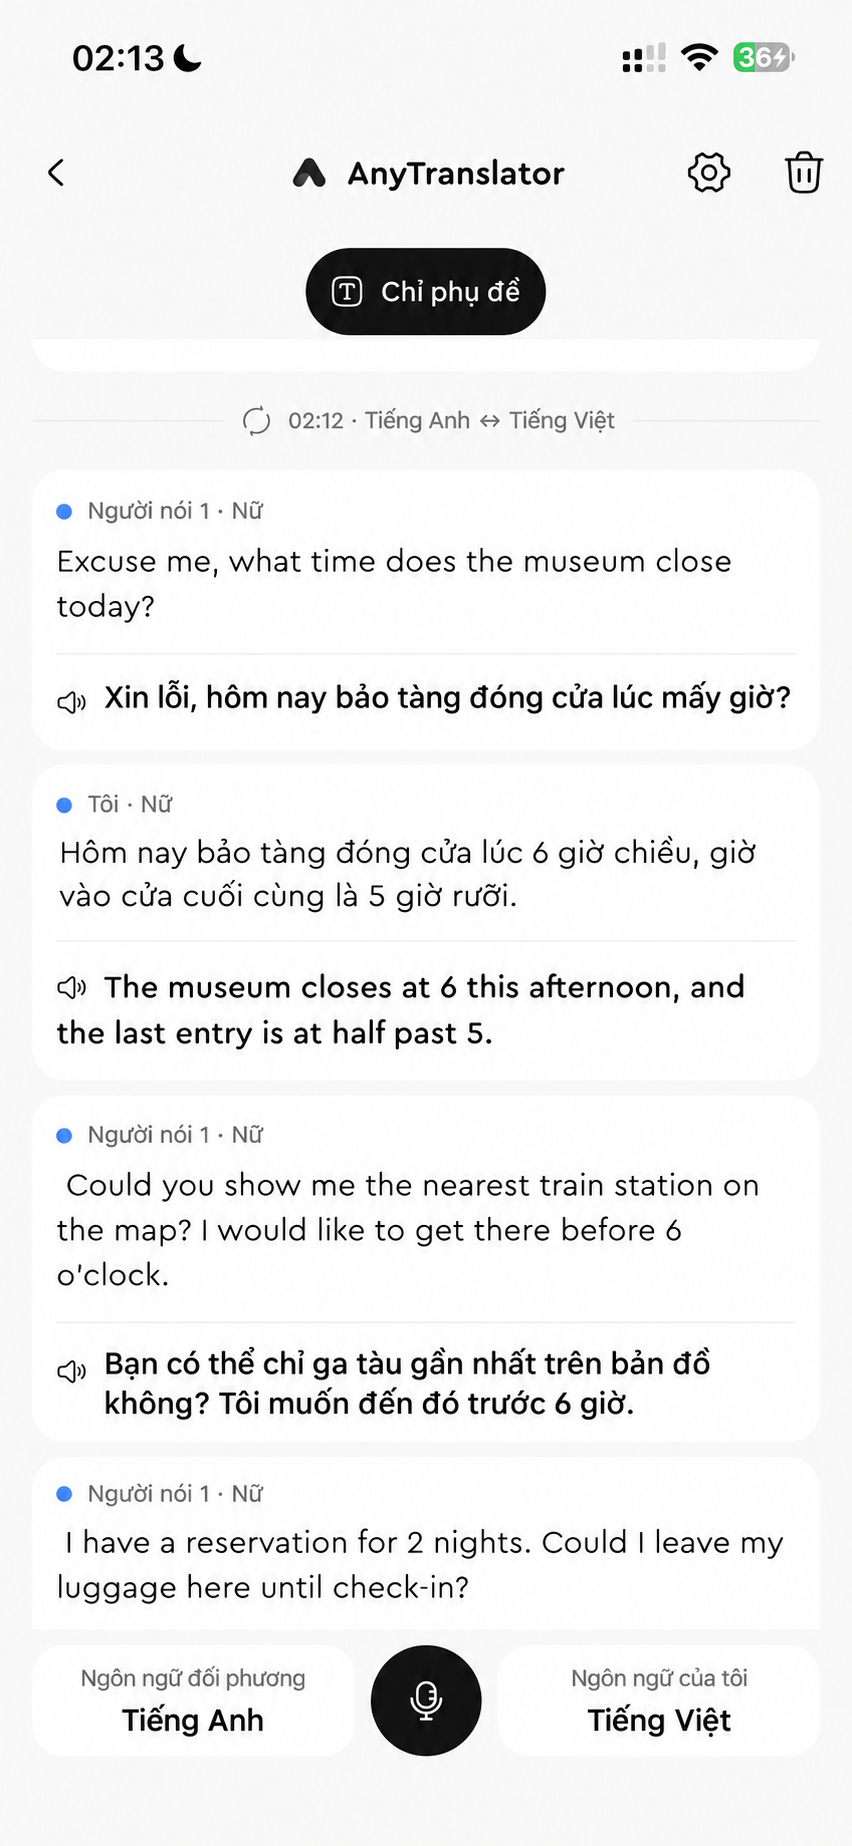 02:13
36
AnyTranslator
Chỉ phụ đề
02:12 · Tiếng Anh ↔ Tiếng Việt
Người nói 1 · Nữ
Excuse me, what time does the museum close
today?
Xin lỗi, hôm nay bảo tàng đóng cửa lúc mấy giờ?
Tôi · Nữ
Hôm nay bảo tàng đóng cửa lúc 6 giờ chiều, giờ
vào cửa cuối cùng là 5 giờ rưỡi.
The museum closes at 6 this afternoon, and
the last entry is at half past 5.
Người nói 1 · Nữ
Could you show me the nearest train station on
the map? I would like to get there before 6
o'clock.
Bạn có thể chỉ ga tàu gần nhất trên bản đồ
không? Tôi muốn đến đó trước 6 giờ.
Người nói 1 · Nữ
I have a reservation for 2 nights. Could I leave my
luggage here until check-in?
Ngôn ngữ đối phương
Tiếng Anh
Ngôn ngữ của tôi
Tiếng Việt